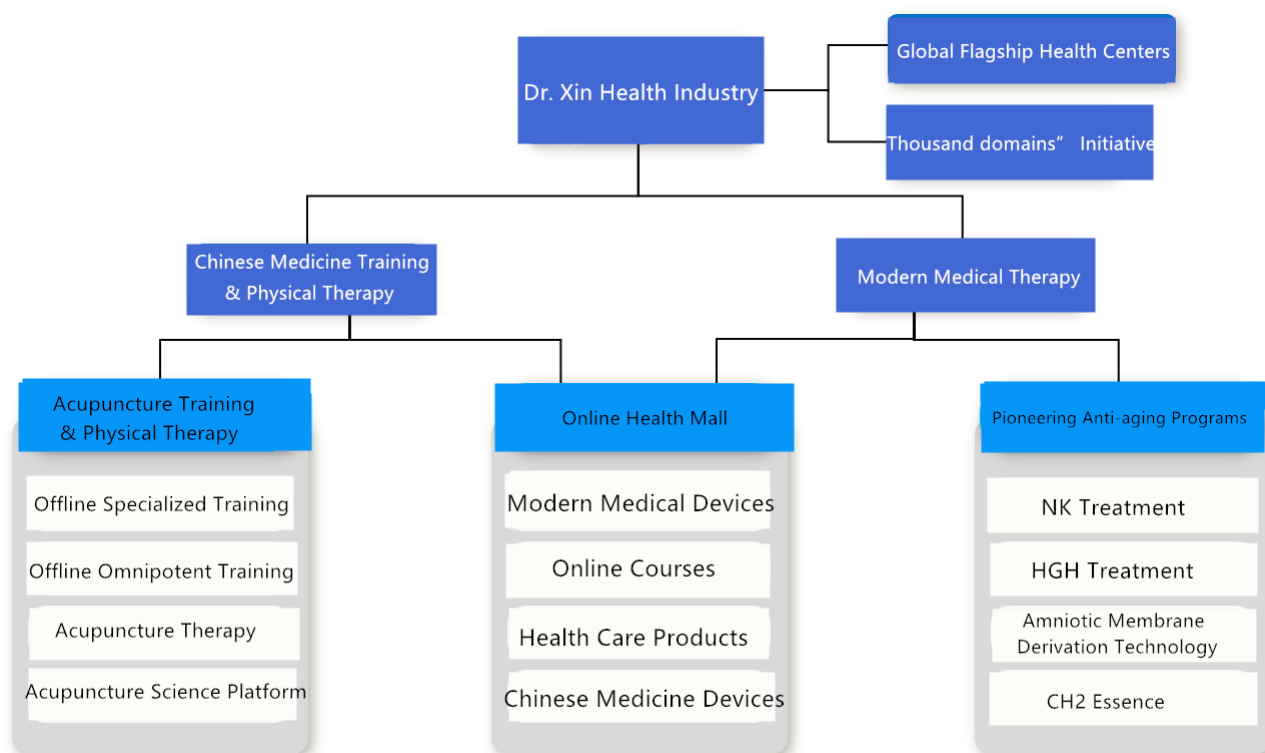 Global Flagship Health Centers
Dr. Xin Health Industry
Thousand domains” Initiative
Chinese Medicine Training
& Physical Therapy
Modern Medical Therapy
Acupuncture Training
& Physical Therapy
Offline Specialized Training
Offline Omnipotent Training
Acupuncture Therapy
Acupuncture Science Platform
Online Health Mall
Modern Medical Devices
Online Courses
Health Care Products
Chinese Medicine Devices
Pioneering Anti-aging Programs
NK Treatment
HGH Treatment
Amniotic Membrane
Derivation Technology
CH2 Essence